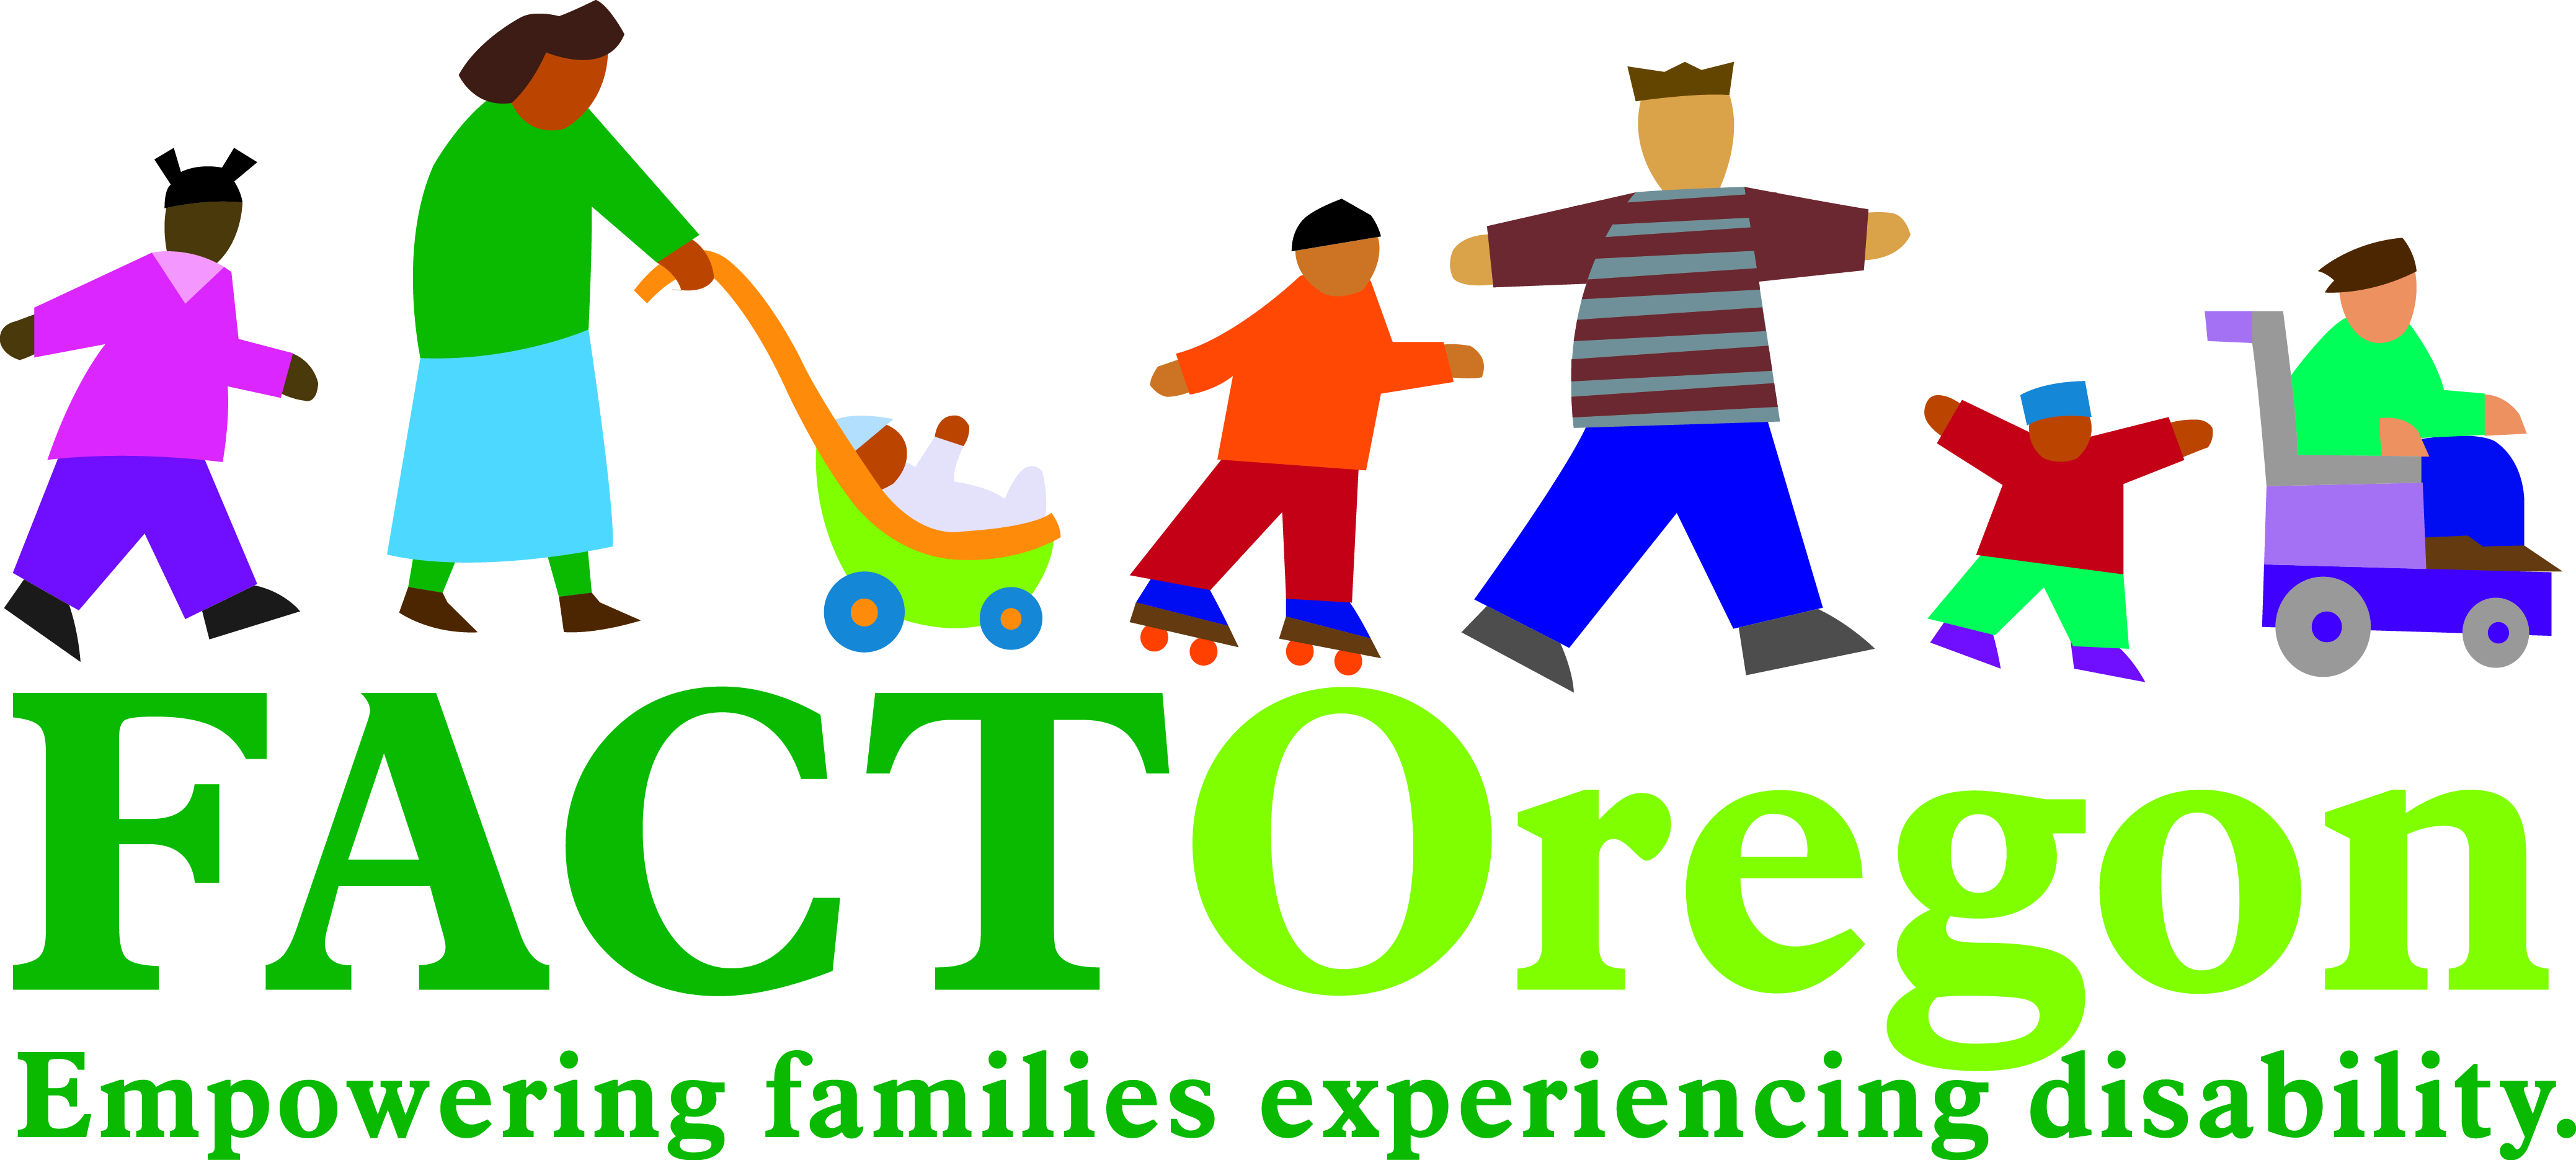 FACTOregon
Empowering families experiencing disability.